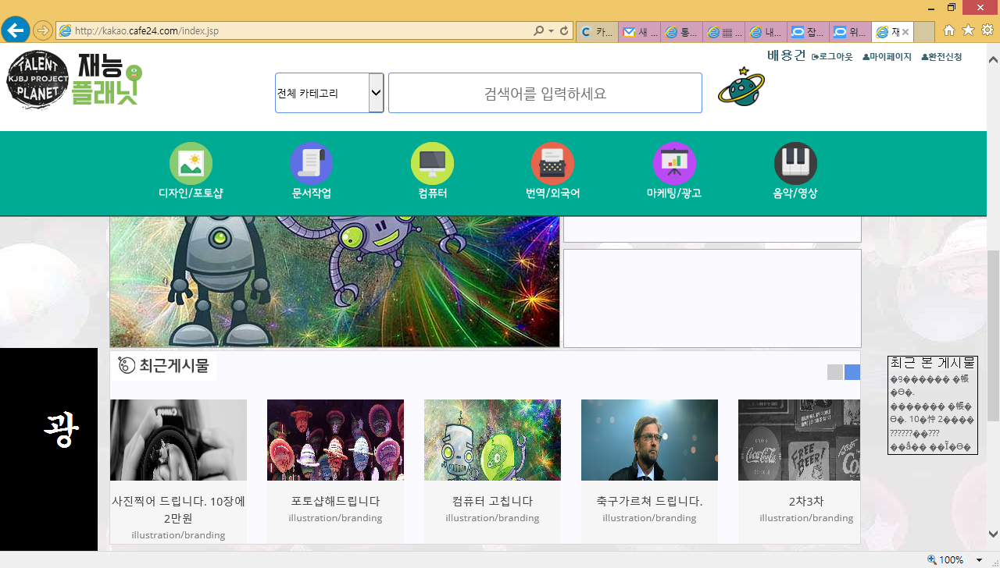 http://kakao.cafe24.com/index.jsp
카...
새 ...
통...
내...
잡...
위...
재
TALENT
KJBJ PROJECT
PLANET
재능
플래닛
배용건 로그아웃 마이페이지 환전신청
전체 카테고리
검색어를 입력하세요
디자인/포토샵 문서작업 컴퓨터 번역/외국어 마케팅/광고 음악/영상
최근게시물
광
최근 본 게시물
Canon
DRINK
Coca-Cola
FREE BEER!
사진찍어 드립니다. 10장에
2만원
illustration/branding
포토샵해드립니다
illustration/branding
컴퓨터 고칩니다
illustration/branding
축구가르쳐 드립니다.
illustration/branding
2차3차
illustration/branding
100%